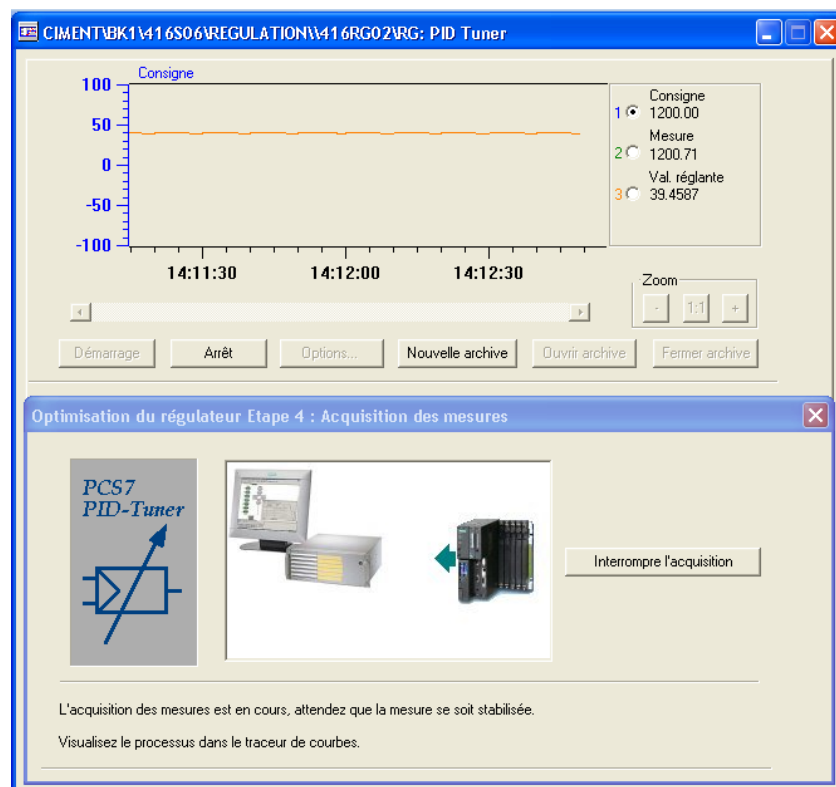 CIMENT\BK1\416S06\REGULATION\\416RG02\RG: PID Tuner
Consigne
100
50
0
-50
-100
14:11:30 14:12:00 14:12:30
Consigne
1 1200.00
Mesure
2 1200.71
Val. réglante
3 39.4587
Zoom
- 1:1 +
Démarrage Arrêt Options... Nouvelle archive Ouvrir archive Fermer archive
Optimisation du régulateur Etape 4 : Acquisition des mesures
PCS7
PID-Tuner
Interrompre l'acquisition
L'acquisition des mesures est en cours, attendez que la mesure se soit stabilisée.
Visualisez le processus dans le traceur de courbes.